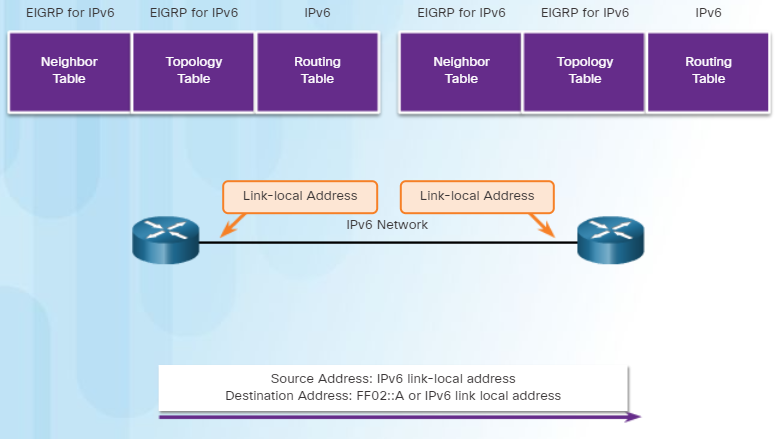 EIGRP for IPv6 EIGRP for IPv6 IPv6 EIGRP for IPv6 EIGRP for IPv6 IPv6
Neighbor Table
Topology Table
Routing Table
Neighbor Table
Topology Table
Routing Table
Link-local Address Link-local Address
IPv6 Network
Source Address: IPv6 link-local address
Destination Address: FF02::A or IPv6 link local address